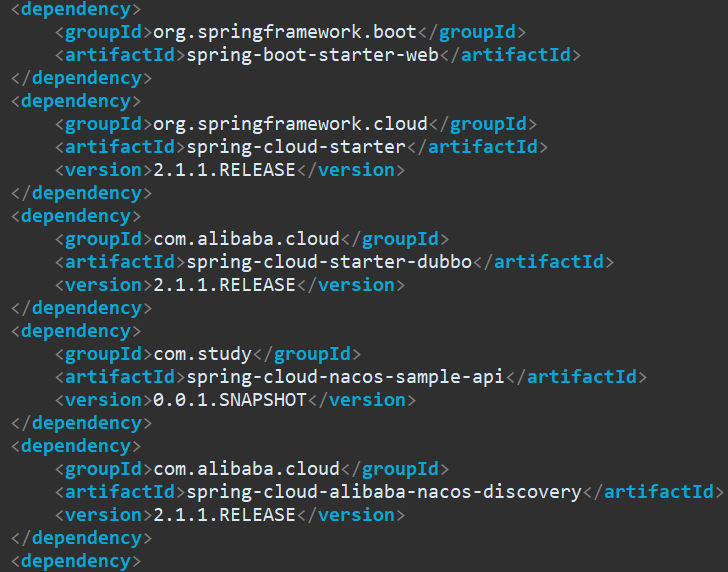 <dependency>
    <groupId>org.springframework.boot</groupId>
    <artifactId>spring-boot-starter-web</artifactId>
</dependency>
<dependency>
    <groupId>org.springframework.cloud</groupId>
    <artifactId>spring-cloud-starter</artifactId>
    <version>2.1.1.RELEASE</version>
</dependency>
<dependency>
    <groupId>com.alibaba.cloud</groupId>
    <artifactId>spring-cloud-starter-dubbo</artifactId>
    <version>2.1.1.RELEASE</version>
</dependency>
<dependency>
    <groupId>com.study</groupId>
    <artifactId>spring-cloud-nacos-sample-api</artifactId>
    <version>0.0.1.SNAPSHOT</version>
</dependency>
<dependency>
    <groupId>com.alibaba.cloud</groupId>
    <artifactId>spring-cloud-alibaba-nacos-discovery</artifactId>
    <version>2.1.1.RELEASE</version>
</dependency>
<dependency>